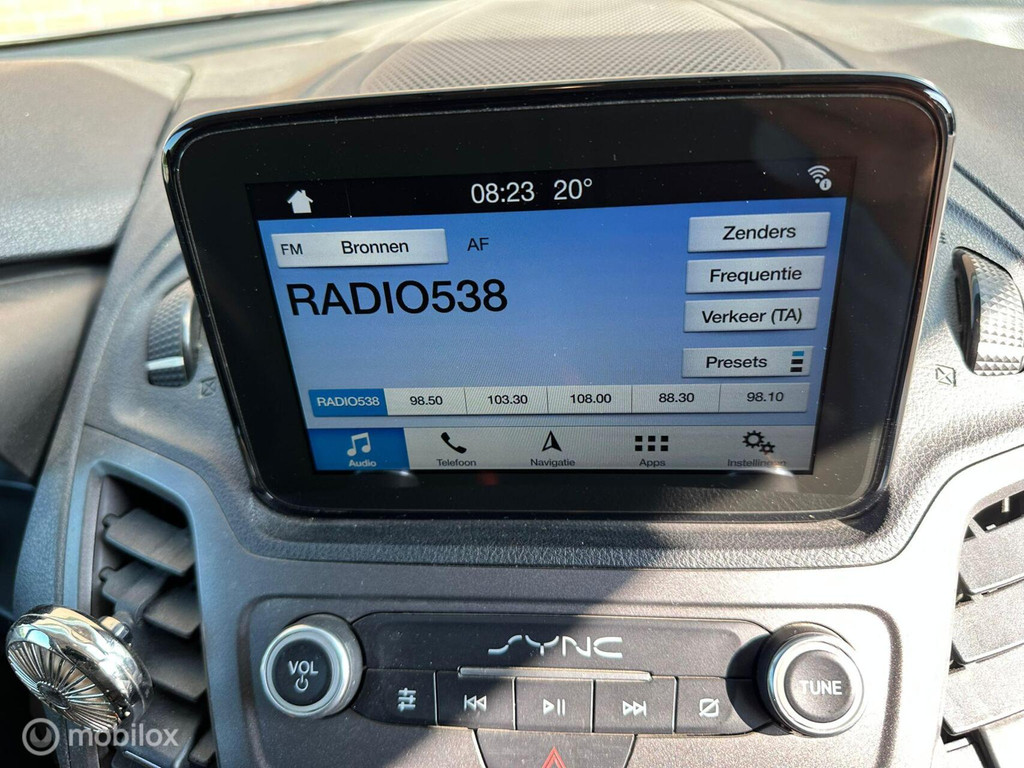 08:23 20°
FM Bronnen AF Zenders
RADIO538 Frequentie
Verkeer (TA)
Presets
RADIO538 98.50 103.30 108.00 88.30 98.10
Audio Telefoon Navigatie Apps Instellingen
SYNC
VOL TUNE
mobilox